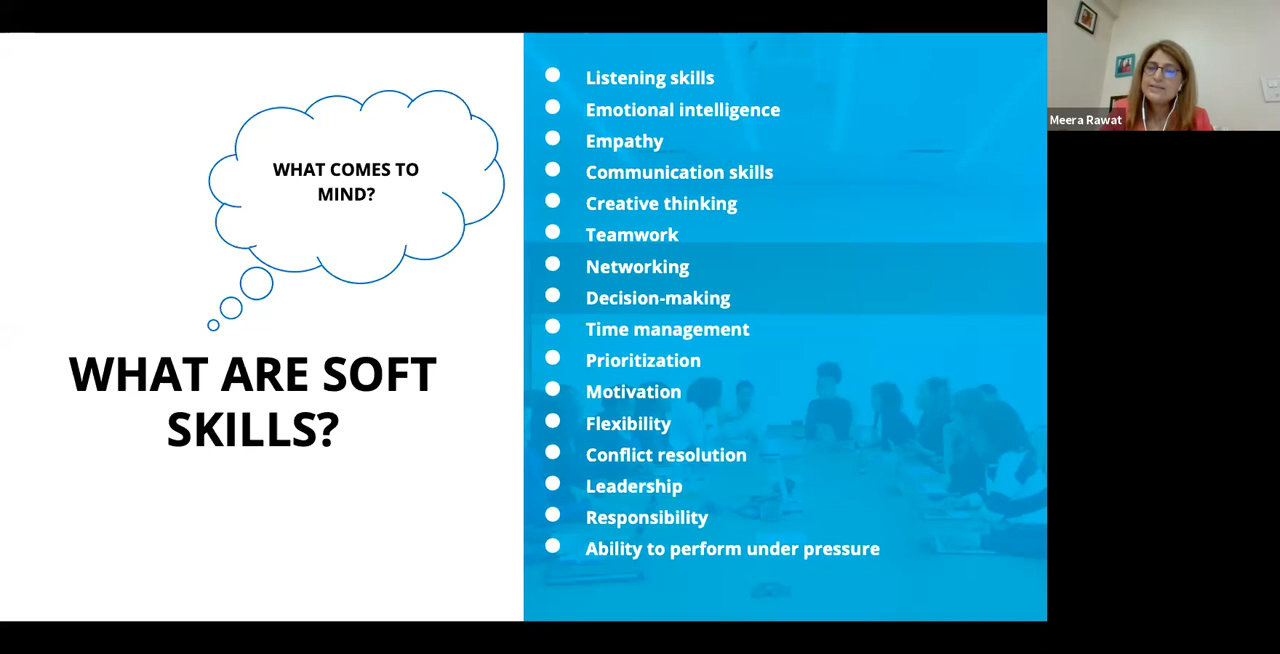 WHAT COMES TO
MIND?
WHAT ARE SOFT
SKILLS?
Listening skills
Emotional intelligence
Empathy
Communication skills
Creative thinking
Teamwork
Networking
Decision-making
Time management
Prioritization
Motivation
Flexibility
Conflict resolution
Leadership
Responsibility
Ability to perform under pressure
Meera Rawat